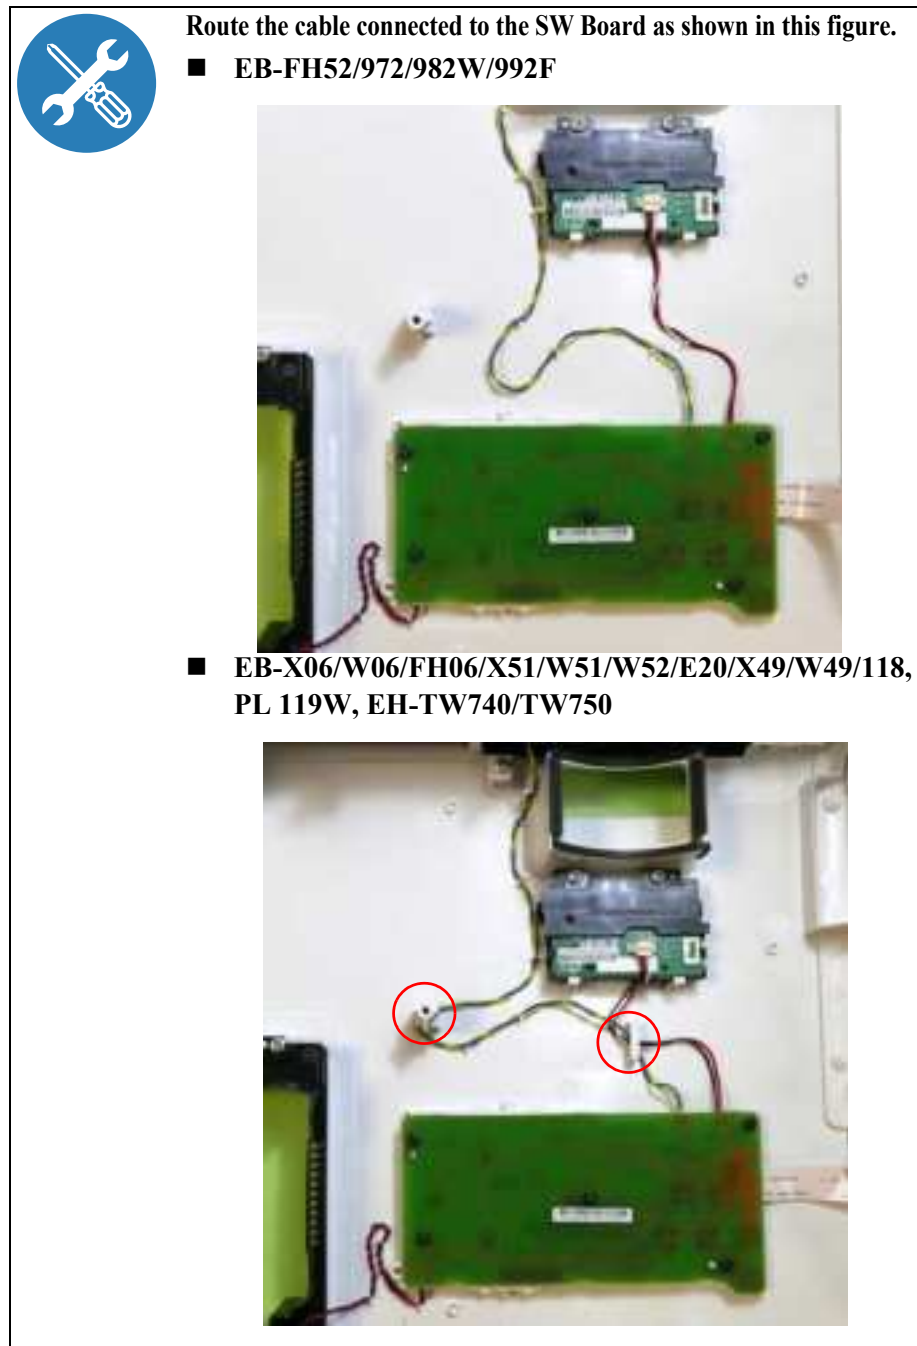 Route the cable connected to the SW Board as shown in this figure.
■ EB-FH52/972/982W/992F
■ EB-X06/W06/FH06/X51/W51/W52/E20/X49/W49/118,
PL 119W, EH-TW740/TW750